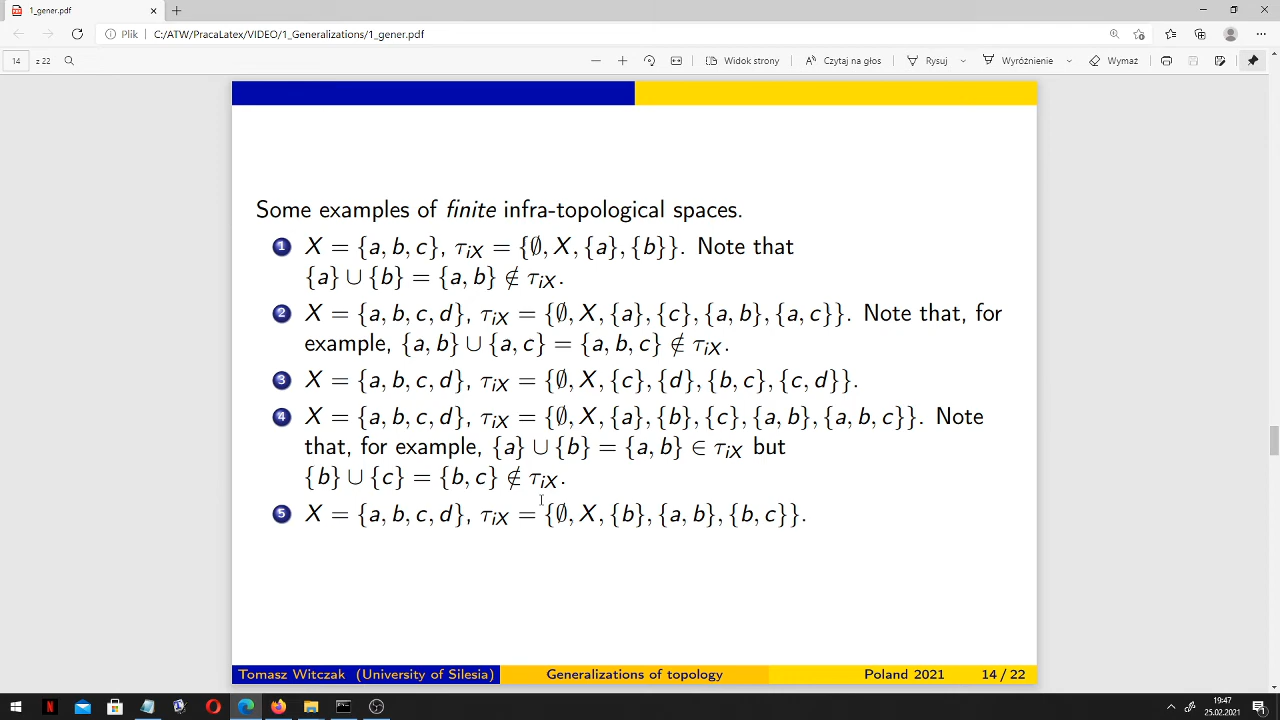 1_gener.pdf
Plik C:/ATW/PracaLatex/VIDEO/1_Generalizations/1_gener.pdf
14 z 22 Widok strony Czytaj na głos Rysuj Wyróżnienie Wymaz
Some examples of finite infra-topological spaces.
1 X = {a, b, c}, τiX = {∅, X, {a}, {b}}. Note that
{a} ∪ {b} = {a, b} ∉ τiX.
2 X = {a, b, c, d}, τiX = {∅, X, {a}, {c}, {a, b}, {a, c}}. Note that, for
example, {a, b} ∪ {a, c} = {a, b, c} ∉ τiX.
3 X = {a, b, c, d}, τiX = {∅, X, {c}, {d}, {b, c}, {c, d}}.
4 X = {a, b, c, d}, τiX = {∅, X, {a}, {b}, {c}, {a, b}, {a, b, c}}. Note
that, for example, {a} ∪ {b} = {a, b} ∈ τiX but
{b} ∪ {c} = {b, c} ∉ τiX.
5 X = {a, b, c, d}, τiX = {∅, X, {b}, {a, b}, {b, c}}.
Tomasz Witczak (University of Silesia) Generalizations of topology Poland 2021 14 / 22
19:47
25.02.2021